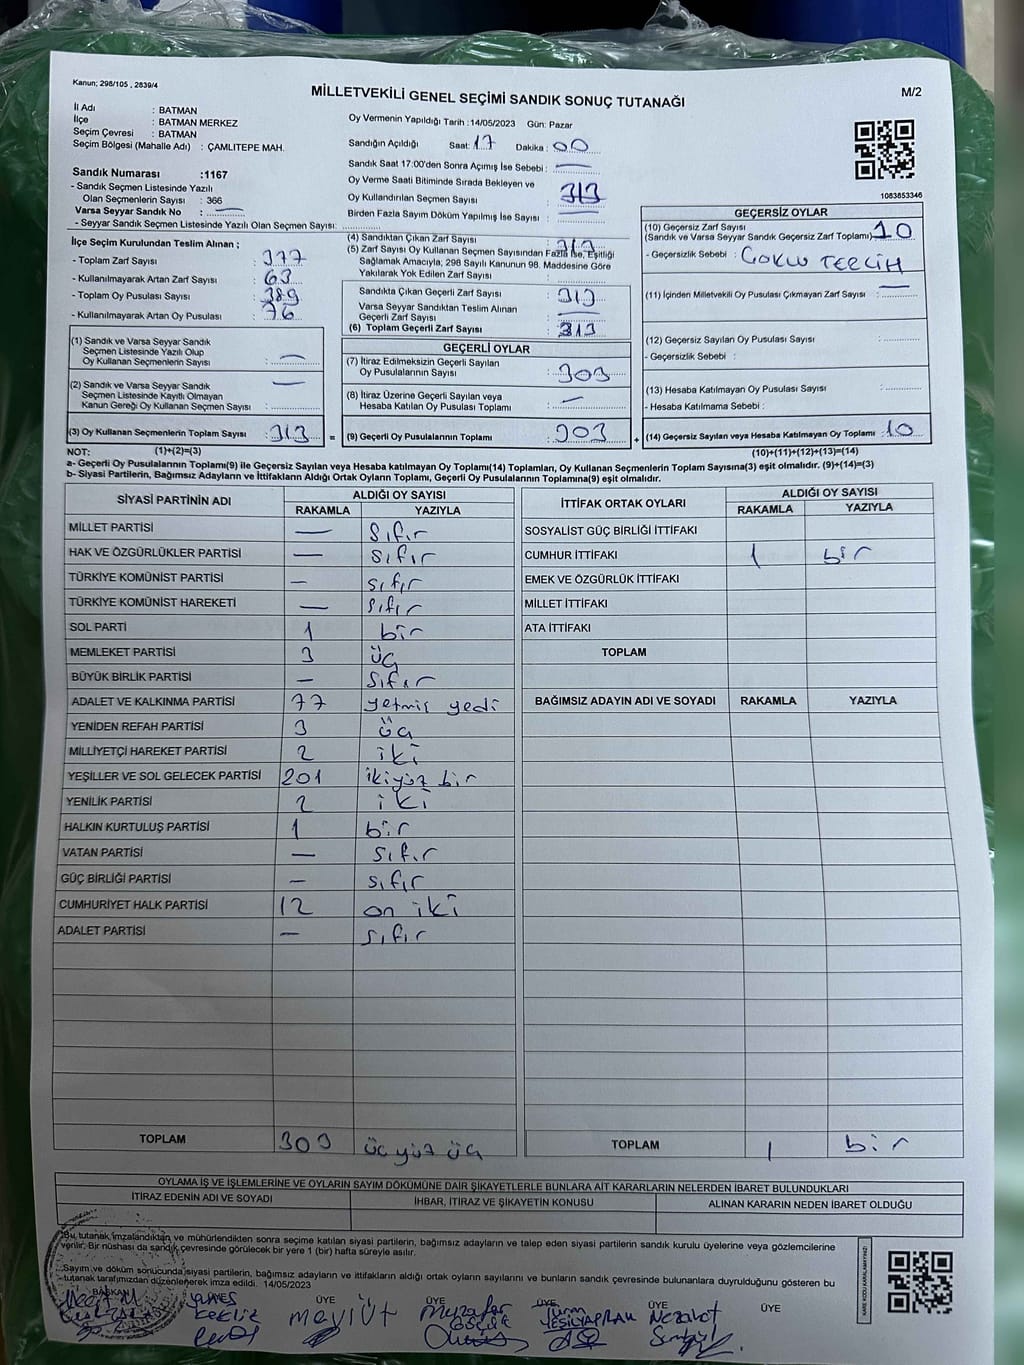 Kanun; 298/105 , 2839/4
MİLLETVEKİLİ GENEL SEÇİMİ SANDIK SONUÇ TUTANAĞI
M/2
İl Adı : BATMAN
İlçe : BATMAN MERKEZ
Seçim Çevresi : BATMAN
Seçim Bölgesi (Mahalle Adı) : ÇAMLITEPE MAH.
Sandık Numarası :1167
- Sandık Seçmen Listesinde Yazılı
Olan Seçmenlerin Sayısı : 366
Varsa Seyyar Sandık No : —
- Seyyar Sandık Seçmen Listesinde Yazılı Olan Seçmen Sayısı:
Oy Vermenin Yapıldığı Tarih :14/05/2023 Gün: Pazar
Sandığın Açıldığı Saat: 17 Dakika : 00
Sandık Saat 17:00'den Sonra Açımış İse Sebebi : —
Oy Verme Saati Bitiminde Sırada Bekleyen ve
Oy Kullandırılan Seçmen Sayısı : 313
Birden Fazla Sayım Döküm Yapılmış İse Sayısı : —
1083853346
İlçe Seçim Kurulundan Teslim Alınan ;
- Toplam Zarf Sayısı : 377
- Kullanılmayarak Artan Zarf Sayısı : 63
- Toplam Oy Pusulası Sayısı : 389
- Kullanılmayarak Artan Oy Pusulası : 76
(4) Sandıktan Çıkan Zarf Sayısı : 313
(5) Zarf Sayısı Oy Kullanan Seçmen Sayısından Fazla İse, Eşitliği
Sağlamak Amacıyla, 298 Sayılı Kanunun 98. Maddesine Göre
Yakılarak Yok Edilen Zarf Sayısı :
Sandıkta Çıkan Geçerli Zarf Sayısı : 313
Varsa Seyyar Sandıktan Teslim Alınan
Geçerli Zarf Sayısı : —
(6) Toplam Geçerli Zarf Sayısı : 313
GEÇERSİZ OYLAR
(10) Geçersiz Zarf Sayısı
(Sandık ve Varsa Seyyar Sandık Geçersiz Zarf Toplamı) : 10
- Geçersizlik Sebebi : ÇOKLU TERCİH
(11) İçinden Milletvekili Oy Pusulası Çıkmayan Zarf Sayısı : —
(12) Geçersiz Sayılan Oy Pusulası Sayısı :
- Geçersizlik Sebebi :
(13) Hesaba Katılmayan Oy Pusulası Sayısı :
- Hesaba Katılmama Sebebi :
(14) Geçersiz Sayılan veya Hesaba Katılmayan Oy Toplamı : 10
(10)+(11)+(12)+(13)=(14)
(1) Sandık ve Varsa Seyyar Sandık
Seçmen Listesinde Yazılı Olup
Oy Kullanan Seçmenlerin Sayısı : —
(2) Sandık ve Varsa Seyyar Sandık
Seçmen Listesinde Kayıtlı Olmayan
Kanun Gereği Oy Kullanan Seçmen Sayısı : —
(3) Oy Kullanan Seçmenlerin Toplam Sayısı : 313 =
GEÇERLİ OYLAR
(7) İtiraz Edilmeksizin Geçerli Sayılan
Oy Pusulalarının Sayısı : 303
(8) İtiraz Üzerine Geçerli Sayılan veya
Hesaba Katılan Oy Pusulası Toplamı : —
(9) Geçerli Oy Pusulalarının Toplamı : 303 +
NOT: (1)+(2)=(3)
a- Geçerli Oy Pusulalarının Toplamı(9) ile Geçersiz Sayılan veya Hesaba katılmayan Oy Toplamı(14) Toplamları, Oy Kullanan Seçmenlerin Toplam Sayısına(3) eşit olmalıdır. (9)+(14)=(3)
b- Siyasi Partilerin, Bağımsız Adayların ve İttifakların Aldığı Ortak Oyların Toplamı, Geçerli Oy Pusulalarının Toplamına(9) eşit olmalıdır.
SİYASİ PARTİNİN ADI ALDIĞI OY SAYISI
RAKAMLA YAZIYLA
MİLLET PARTİSİ — Sıfır
HAK VE ÖZGÜRLÜKLER PARTİSİ — sıfır
TÜRKİYE KOMÜNİST PARTİSİ — sıfır
TÜRKİYE KOMÜNİST HAREKETİ — Sıfır
SOL PARTİ 1 bir
MEMLEKET PARTİSİ 3 üç
BÜYÜK BİRLİK PARTİSİ — Sıfır
ADALET VE KALKINMA PARTİSİ 77 yetmiş yedi
YENİDEN REFAH PARTİSİ 3 üç
MİLLİYETÇİ HAREKET PARTİSİ 2 iki
YEŞİLLER VE SOL GELECEK PARTİSİ 201 ikiyüz bir
YENİLİK PARTİSİ 2 iki
HALKIN KURTULUŞ PARTİSİ 1 bir
VATAN PARTİSİ — Sıfır
GÜÇ BİRLİĞİ PARTİSİ — sıfır
CUMHURİYET HALK PARTİSİ 12 on iki
ADALET PARTİSİ — sıfır
TOPLAM 303 üç yüz üç
İTTİFAK ORTAK OYLARI ALDIĞI OY SAYISI
RAKAMLA YAZIYLA
SOSYALİST GÜÇ BİRLİĞİ İTTİFAKI
CUMHUR İTTİFAKI 1 bir
EMEK VE ÖZGÜRLÜK İTTİFAKI
MİLLET İTTİFAKI
ATA İTTİFAKI
TOPLAM
BAĞIMSIZ ADAYIN ADI VE SOYADI RAKAMLA YAZIYLA
TOPLAM 1 bir
OYLAMA İŞ VE İŞLEMLERİNE VE OYLARIN SAYIM DÖKÜMÜNE DAİR ŞİKAYETLERLE BUNLARA AİT KARARLARIN NELERDEN İBARET BULUNDUKLARI
İTİRAZ EDENİN ADI VE SOYADI İHBAR, İTİRAZ VE ŞİKAYETİN KONUSU ALINAN KARARIN NEDEN İBARET OLDUĞU
Bu tutanak imzalandıktan ve mühürlendikten sonra seçime katılan siyasi partilerin, bağımsız adayların ve talep eden siyasi partilerin sandık kurulu üyelerine veya gözlemcilerine
verilir. Bir nüshası da sandık çevresinde görülecek bir yere 1 (bir) hafta süreyle asılır.
Sayım ve döküm sonucunda siyasi partilerin, bağımsız adayların ve ittifakların aldığı ortak oyların sayılarını ve bunların sandık çevresinde bulunanlara duyrulduğunu gösteren bu
tutanak tarafımızdan düzenlenerek imza edildi. 14/05/2023
KARE KODU KARALAMAYINIZ!
BAŞKAN ÜYE ÜYE ÜYE ÜYE ÜYE
mevlüt Muzafer YEŞİLYAPRAK Nezahat